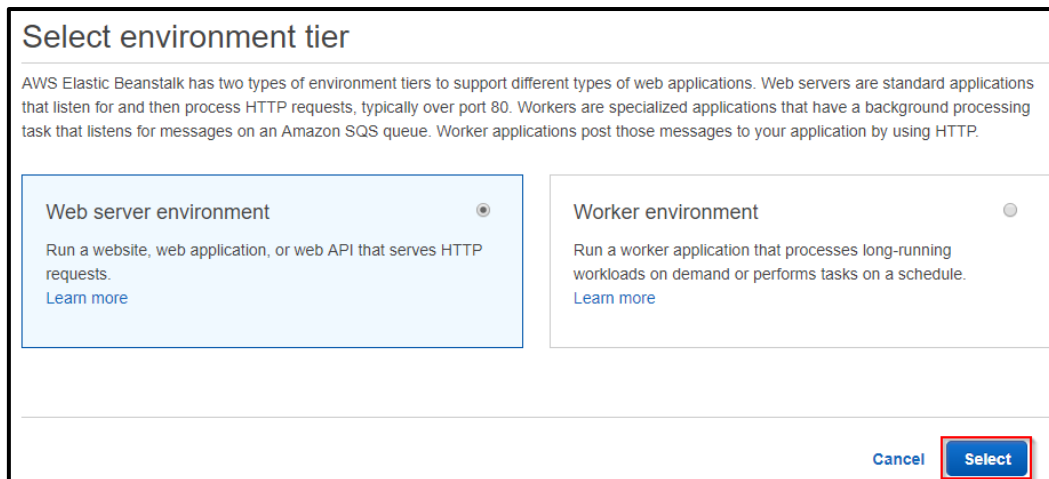 Select environment tier
AWS Elastic Beanstalk has two types of environment tiers to support different types of web applications. Web servers are standard applications
that listen for and then process HTTP requests, typically over port 80. Workers are specialized applications that have a background processing
task that listens for messages on an Amazon SQS queue. Worker applications post those messages to your application by using HTTP.
Web server environment
Run a website, web application, or web API that serves HTTP
requests.
Learn more
Worker environment
Run a worker application that processes long-running
workloads on demand or performs tasks on a schedule.
Learn more
Cancel
Select